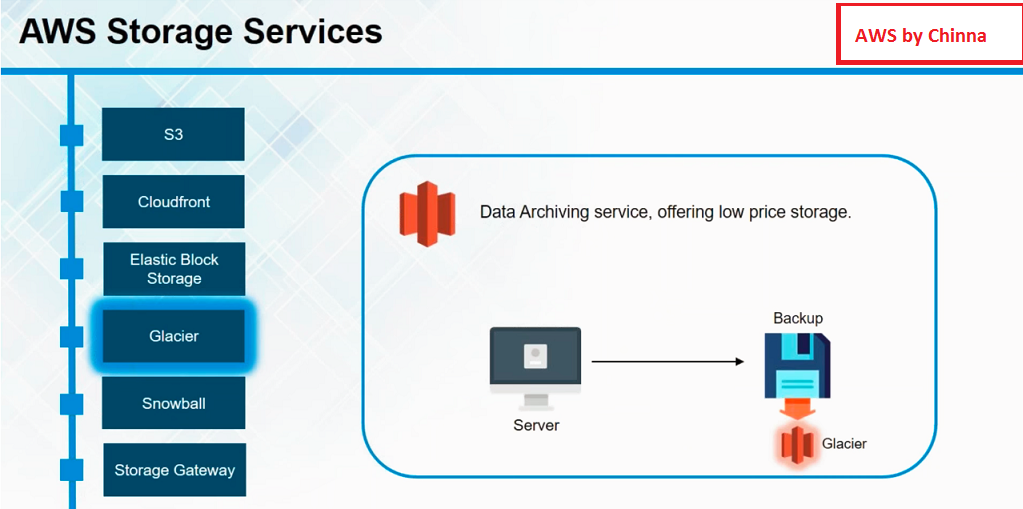 AWS Storage Services
AWS by Chinna
S3
Cloudfront
Elastic Block
Storage
Glacier
Snowball
Storage Gateway
Data Archiving service, offering low price storage.
Server
Backup
Glacier